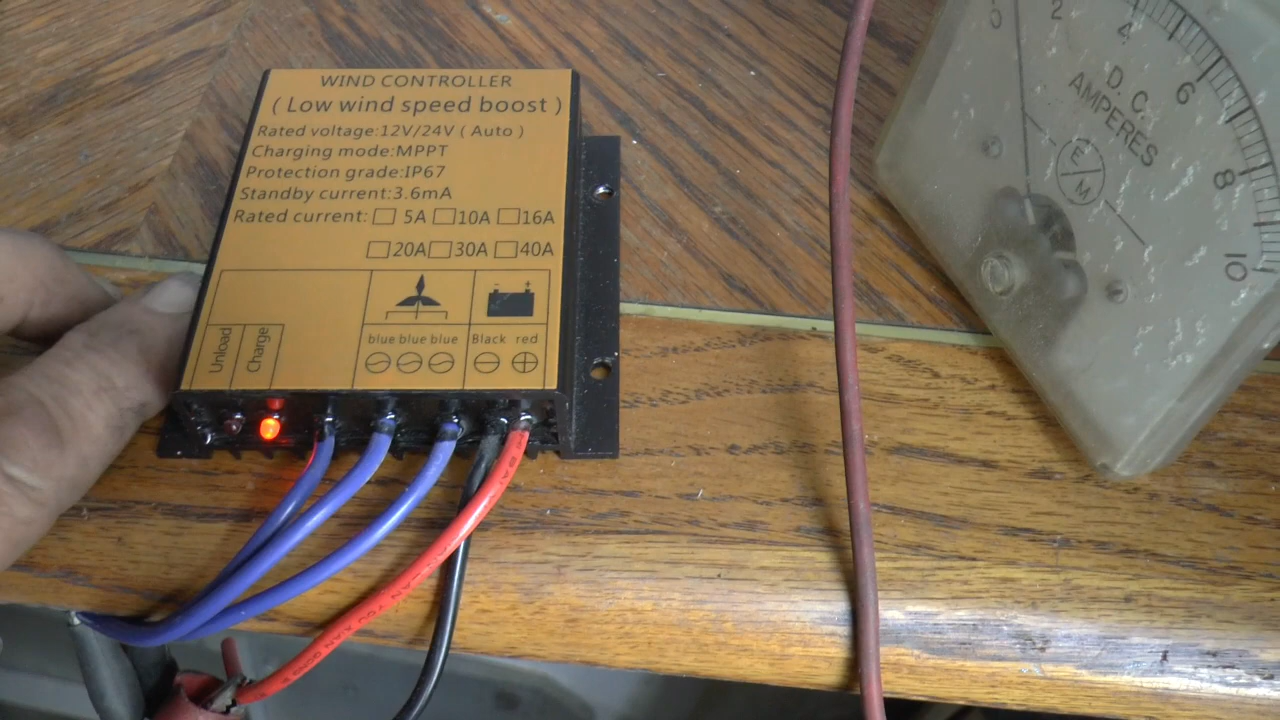 WIND CONTROLLER
( Low wind speed boost )
Rated voltage:12V/24V ( Auto )
Charging mode:MPPT
Protection grade:IP67
Standby current:3.6mA
Rated current: 5A 10A 16A
20A 30A 40A
Unload
Charge
blue blue blue
Black red
0 2 4 6 8 10
D. C.
AMPERES
E/M